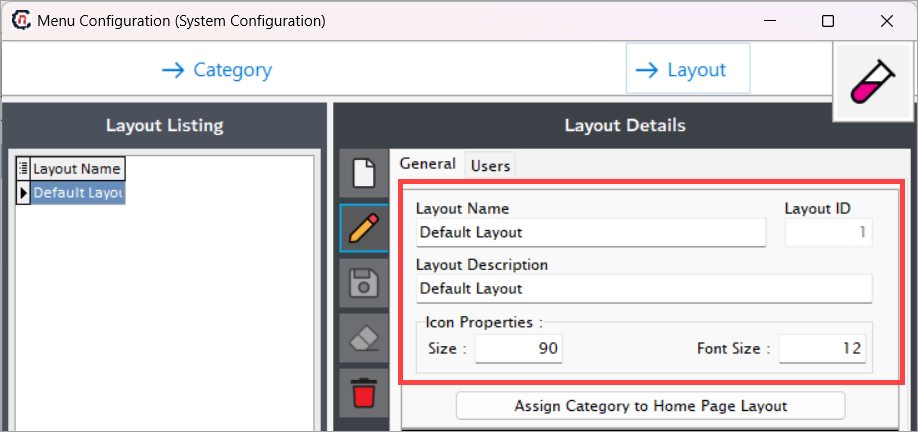 Menu Configuration (System Configuration)
Category
Layout
Layout Listing
Layout Name
Default Layou
Layout Details
General Users
Layout Name Layout ID
Default Layout 1
Layout Description
Default Layout
Icon Properties :
Size : 90 Font Size : 12
Assign Category to Home Page Layout